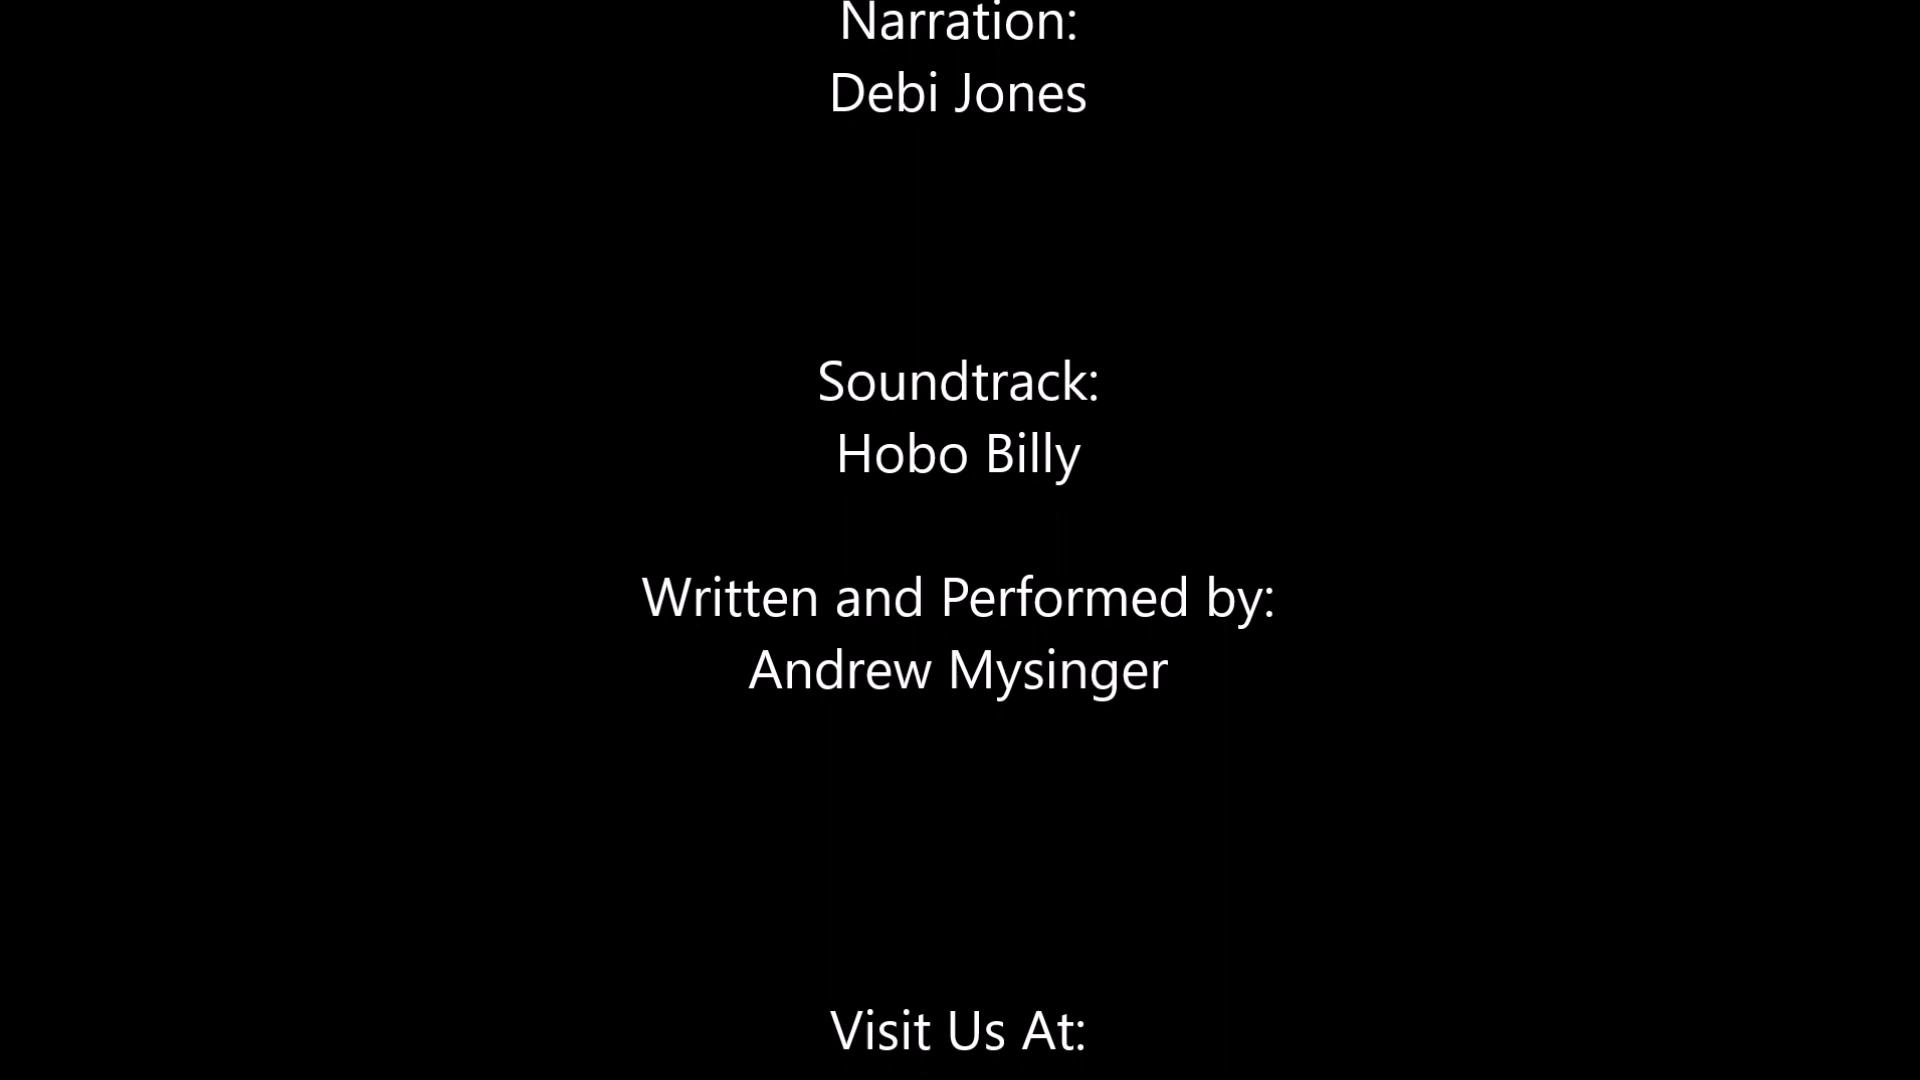 Narration:
Debi Jones
Soundtrack:
Hobo Billy
Written and Performed by:
Andrew Mysinger
Visit Us At: